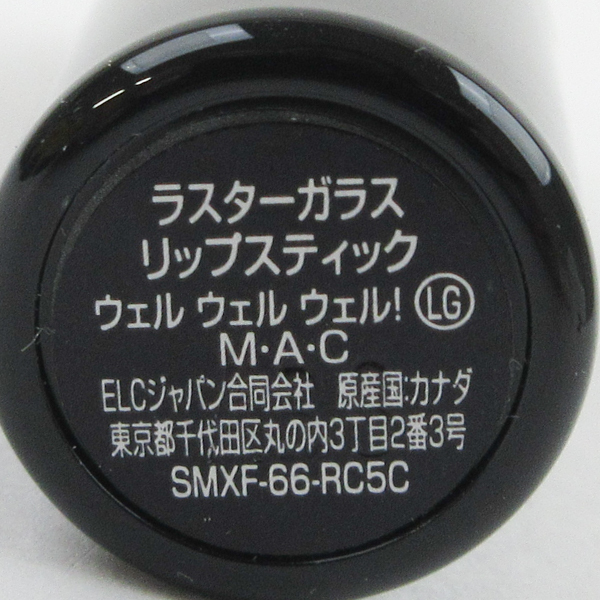 ラスターガラス
リップスティック
ウェル ウェル ウェル! LG
M・A・C
ELCジャパン合同会社 原産国:カナダ
東京都千代田区丸の内3丁目2番3号
SMXF-66-RC5C